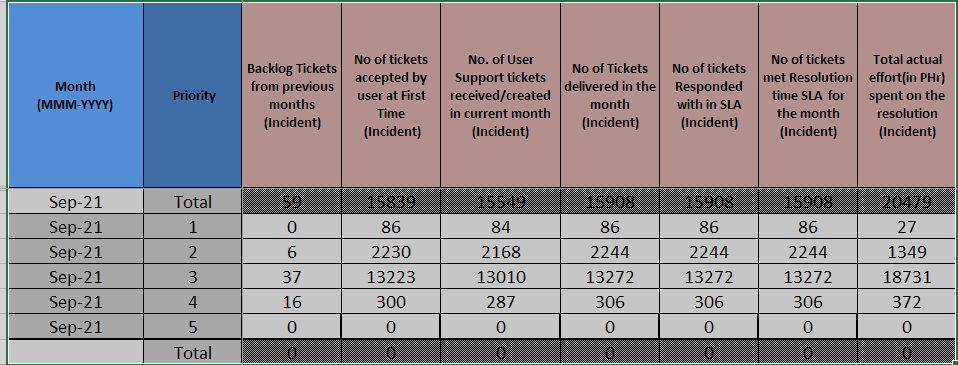 Month
(MMM-YYYY)
Priority
Backlog Tickets
from previous
months
(Incident)
No of tickets
accepted by
user at First
Time
(Incident)
No. of User
Support tickets
received/created
in current month
(Incident)
No of Tickets
delivered in the
month
(Incident)
No of tickets
Responded
with in SLA
(Incident)
No of tickets
met Resolution
time SLA for
the month
(Incident)
Total actual
effort(in PHr)
spent on the
resolution
(Incident)
Sep-21 Total 59 15839 15549 15908 15908 15908 20479
Sep-21 1 0 86 84 86 86 86 27
Sep-21 2 6 2230 2168 2244 2244 2244 1349
Sep-21 3 37 13223 13010 13272 13272 13272 18731
Sep-21 4 16 300 287 306 306 306 372
Sep-21 5 0 0 0 0 0 0 0
Total 0 0 0 0 0 0 0